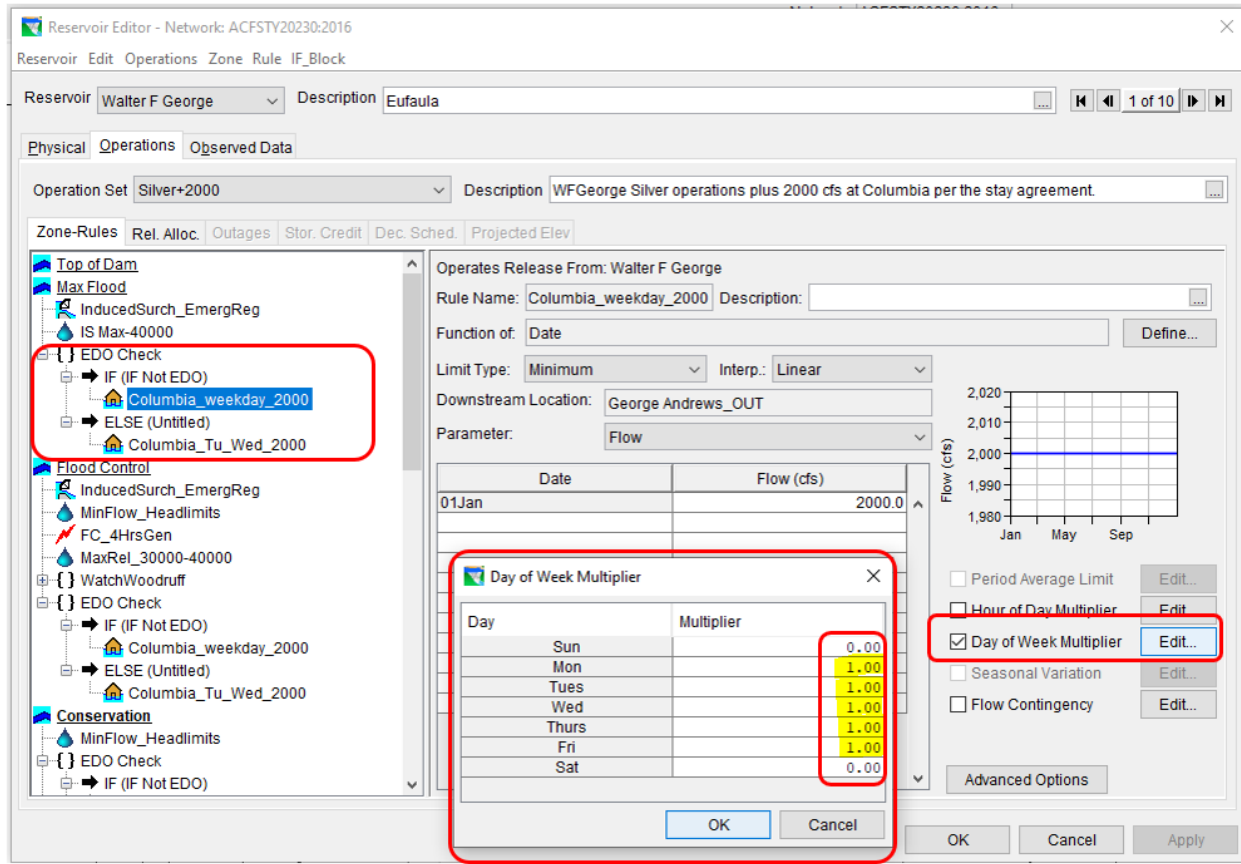 Reservoir Editor - Network: ACFSTY20230:2016
Reservoir Edit Operations Zone Rule IF_Block
Reservoir Walter F George Description Eufaula ... 1 of 10
Physical Operations Observed Data
Operation Set Silver+2000 Description WFGeorge Silver operations plus 2000 cfs at Columbia per the stay agreement. ...
Zone-Rules Rel. Alloc. Outages Stor. Credit Dec. Sched. Projected Elev
Top of Dam
Max Flood
InducedSurch_EmergReg
IS Max-40000
{ } EDO Check
IF (IF Not EDO)
Columbia_weekday_2000
ELSE (Untitled)
Columbia_Tu_Wed_2000
Flood Control
InducedSurch_EmergReg
MinFlow_Headlimits
FC_4HrsGen
MaxRel_30000-40000
{ } WatchWoodruff
{ } EDO Check
IF (IF Not EDO)
Columbia_weekday_2000
ELSE (Untitled)
Columbia_Tu_Wed_2000
Conservation
MinFlow_Headlimits
{ } EDO Check
IF (IF Not EDO)
Operates Release From: Walter F George
Rule Name: Columbia_weekday_2000 Description: ...
Function of: Date Define...
Limit Type: Minimum Interp.: Linear
Downstream Location: George Andrews_OUT
Parameter: Flow
Date Flow (cfs)
01Jan 2000.0
Flow (cfs)
2,020
2,010
2,000
1,990
1,980
Jan May Sep
Period Average Limit Edit...
Hour of Day Multiplier Edit...
Day of Week Multiplier Edit...
Seasonal Variation Edit...
Flow Contingency Edit...
Advanced Options
Day of Week Multiplier
Day Multiplier
Sun 0.00
Mon 1.00
Tues 1.00
Wed 1.00
Thurs 1.00
Fri 1.00
Sat 0.00
OK Cancel
OK Cancel Apply